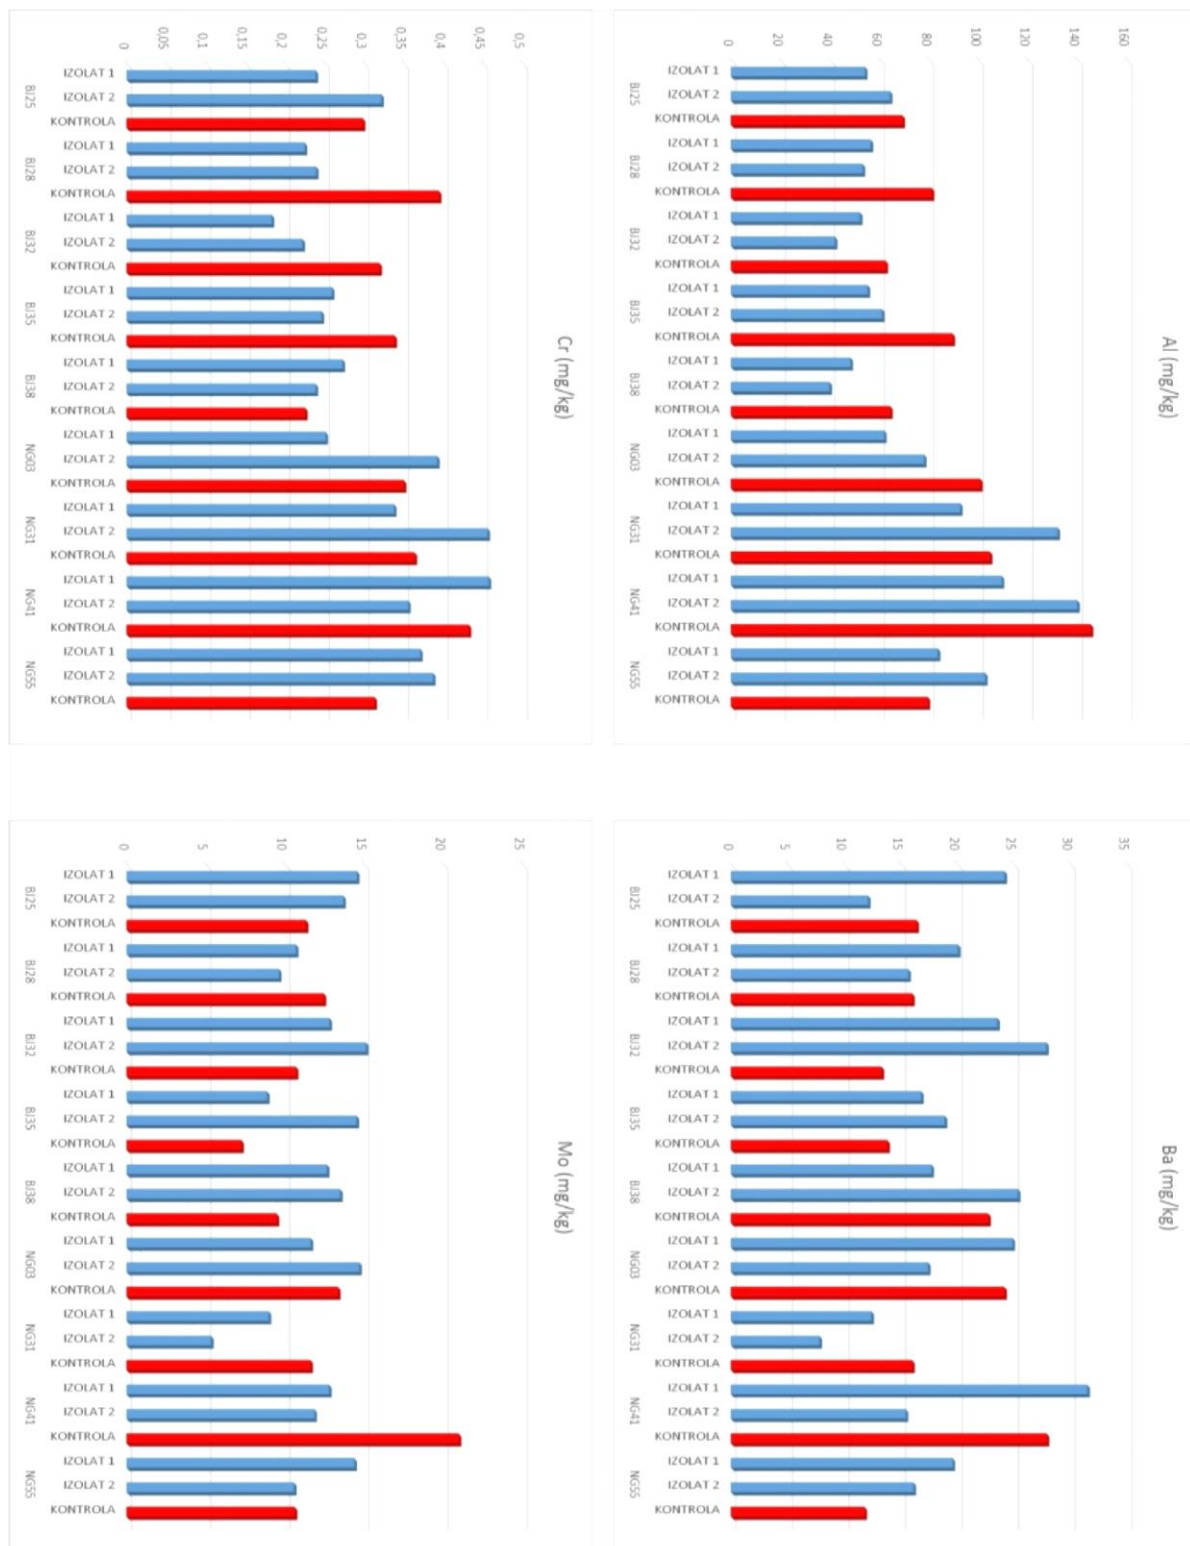 Al (mg/kg)
160
140
120
100
80
60
40
20
0
IZOLAT 1
IZOLAT 2
KONTROLA
IZOLAT 1
IZOLAT 2
KONTROLA
IZOLAT 1
IZOLAT 2
KONTROLA
IZOLAT 1
IZOLAT 2
KONTROLA
IZOLAT 1
IZOLAT 2
KONTROLA
IZOLAT 1
IZOLAT 2
KONTROLA
IZOLAT 1
IZOLAT 2
KONTROLA
IZOLAT 1
IZOLAT 2
KONTROLA
IZOLAT 1
IZOLAT 2
KONTROLA
BJ25 BJ28 BJ32 BJ35 BJ38 NG03 NG31 NG41 NG55
Ba (mg/kg)
35
30
25
20
15
10
5
0
IZOLAT 1
IZOLAT 2
KONTROLA
IZOLAT 1
IZOLAT 2
KONTROLA
IZOLAT 1
IZOLAT 2
KONTROLA
IZOLAT 1
IZOLAT 2
KONTROLA
IZOLAT 1
IZOLAT 2
KONTROLA
IZOLAT 1
IZOLAT 2
KONTROLA
IZOLAT 1
IZOLAT 2
KONTROLA
IZOLAT 1
IZOLAT 2
KONTROLA
IZOLAT 1
IZOLAT 2
KONTROLA
BJ25 BJ28 BJ32 BJ35 BJ38 NG03 NG31 NG41 NG55
Cr (mg/kg)
0,5
0,45
0,4
0,35
0,3
0,25
0,2
0,15
0,1
0,05
0
IZOLAT 1
IZOLAT 2
KONTROLA
IZOLAT 1
IZOLAT 2
KONTROLA
IZOLAT 1
IZOLAT 2
KONTROLA
IZOLAT 1
IZOLAT 2
KONTROLA
IZOLAT 1
IZOLAT 2
KONTROLA
IZOLAT 1
IZOLAT 2
KONTROLA
IZOLAT 1
IZOLAT 2
KONTROLA
IZOLAT 1
IZOLAT 2
KONTROLA
IZOLAT 1
IZOLAT 2
KONTROLA
BJ25 BJ28 BJ32 BJ35 BJ38 NG03 NG31 NG41 NG55
Mo (mg/kg)
25
20
15
10
5
0
IZOLAT 1
IZOLAT 2
KONTROLA
IZOLAT 1
IZOLAT 2
KONTROLA
IZOLAT 1
IZOLAT 2
KONTROLA
IZOLAT 1
IZOLAT 2
KONTROLA
IZOLAT 1
IZOLAT 2
KONTROLA
IZOLAT 1
IZOLAT 2
KONTROLA
IZOLAT 1
IZOLAT 2
KONTROLA
IZOLAT 1
IZOLAT 2
KONTROLA
IZOLAT 1
IZOLAT 2
KONTROLA
BJ25 BJ28 BJ32 BJ35 BJ38 NG03 NG31 NG41 NG55